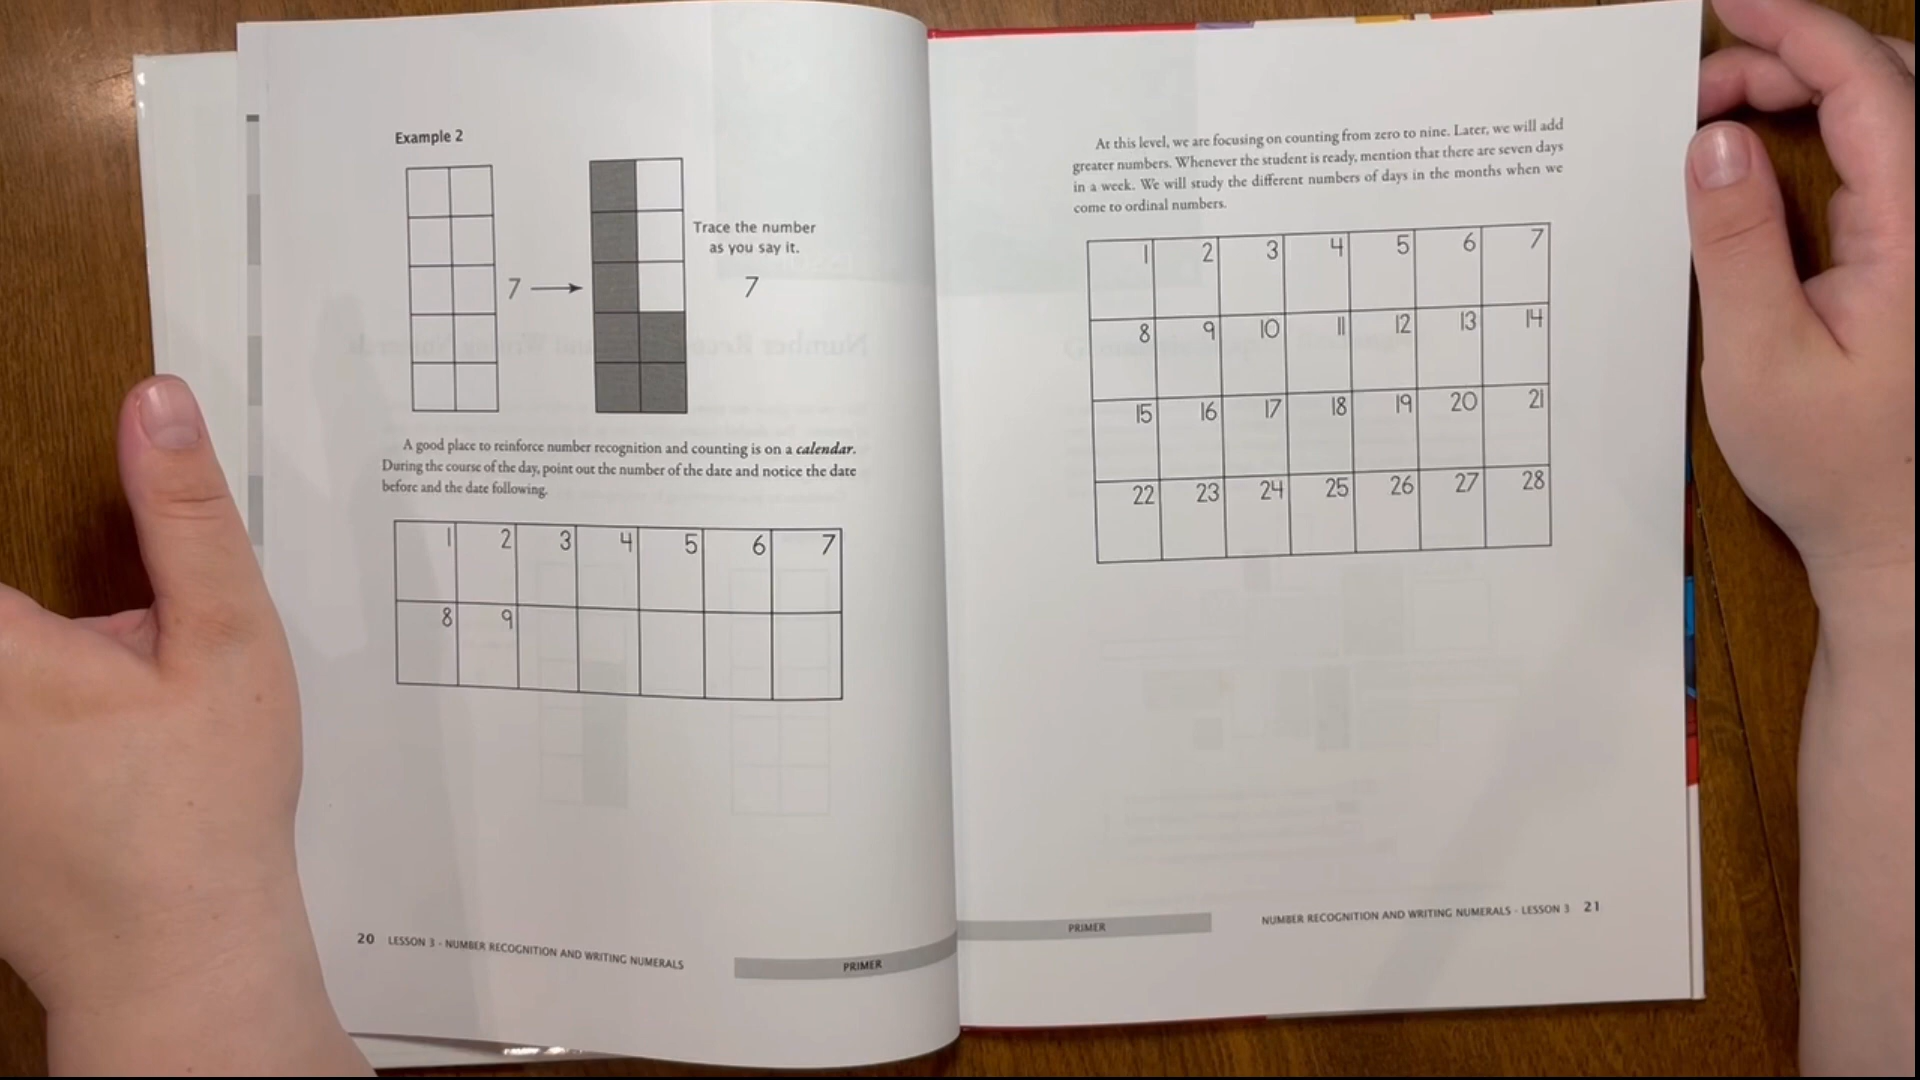 Example 2
Trace the number
as you say it.
7 → 7
A good place to reinforce number recognition and counting is on a calendar.
During the course of the day, point out the number of the date and notice the date
before and the date following.
1 2 3 4 5 6 7
8 9
20 LESSON 3 - NUMBER RECOGNITION AND WRITING NUMERALS
PRIMER
At this level, we are focusing on counting from zero to nine. Later, we will add
greater numbers. Whenever the student is ready, mention that there are seven days
in a week. We will study the different numbers of days in the months when we
come to ordinal numbers.
1 2 3 4 5 6 7
8 9 10 11 12 13 14
15 16 17 18 19 20 21
22 23 24 25 26 27 28
PRIMER
NUMBER RECOGNITION AND WRITING NUMERALS - LESSON 3 21